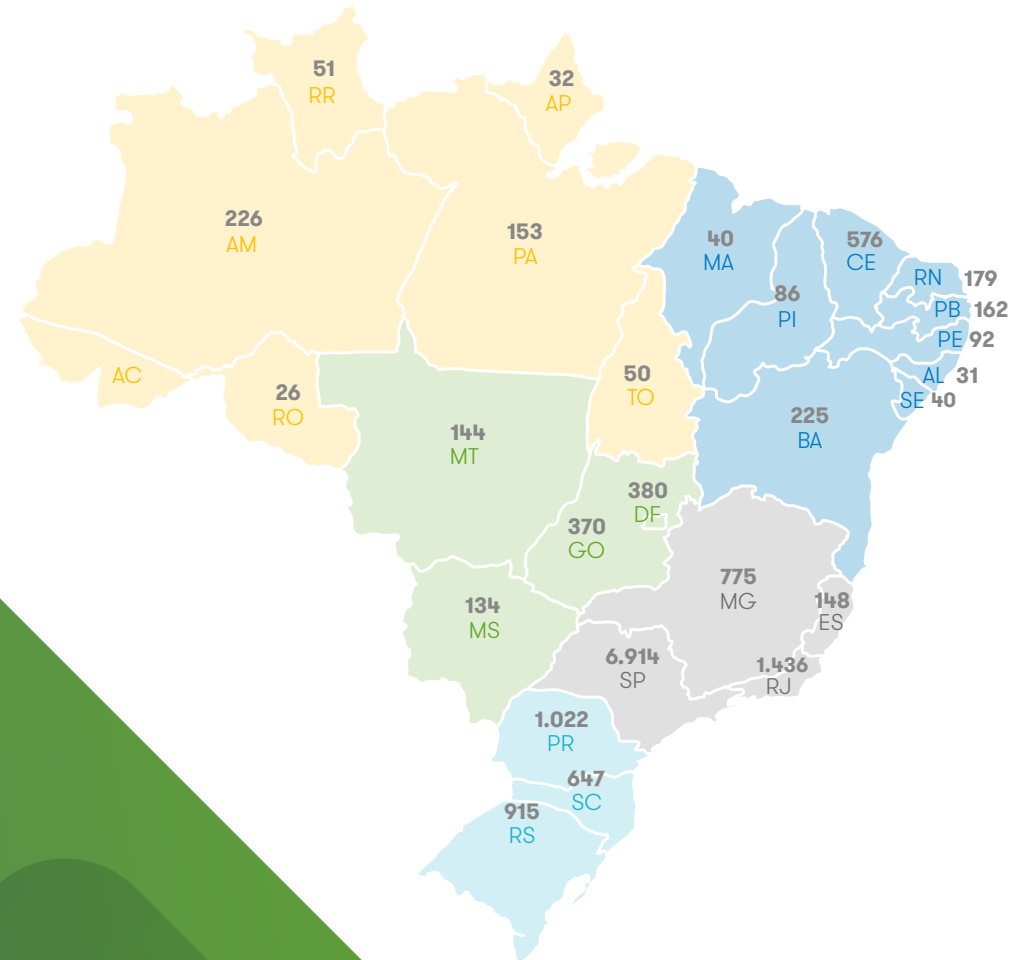 51
RR
32
AP
226
AM
153
PA
40
MA
576
CE
RN 179
86
PI
PB 162
PE 92
AC
26
RO
50
TO
AL 31
SE 40
225
BA
144
MT
380
DF
370
GO
775
MG
148
ES
134
MS
6.914
SP
1.436
RJ
1.022
PR
647
SC
915
RS